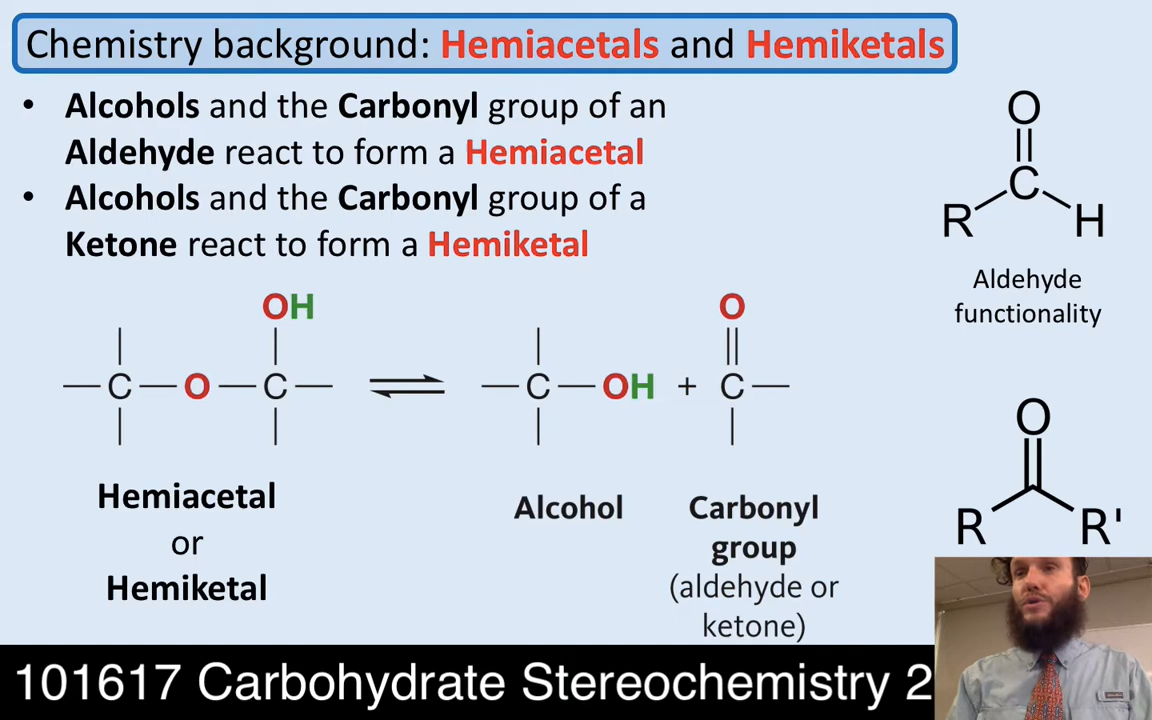 Chemistry background: Hemiacetals and Hemiketals
• Alcohols and the Carbonyl group of an
Aldehyde react to form a Hemiacetal
• Alcohols and the Carbonyl group of a
Ketone react to form a Hemiketal
O
C
R H
Aldehyde
functionality
OH O
C O C C OH + C
Hemiacetal
or
Hemiketal
Alcohol
Carbonyl
group
(aldehyde or
ketone)
O
R R'
101617 Carbohydrate Stereochemistry 2